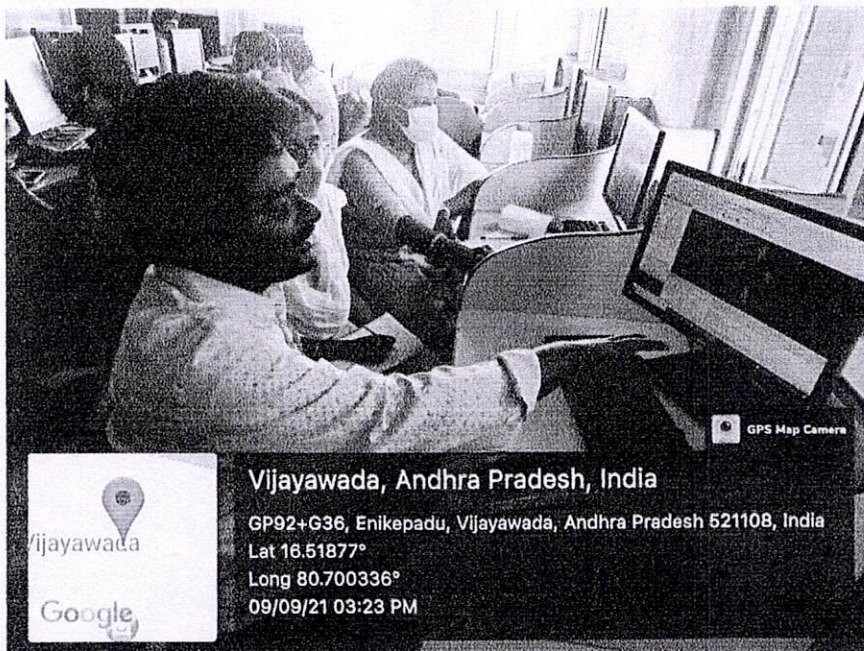 GPS Map Camera
Vijayawada, Andhra Pradesh, India
GP92+G36, Enikepadu, Vijayawada, Andhra Pradesh 521108, India
Lat 16.51877°
Long 80.700336°
09/09/21 03:23 PM
Vijayawada
Google